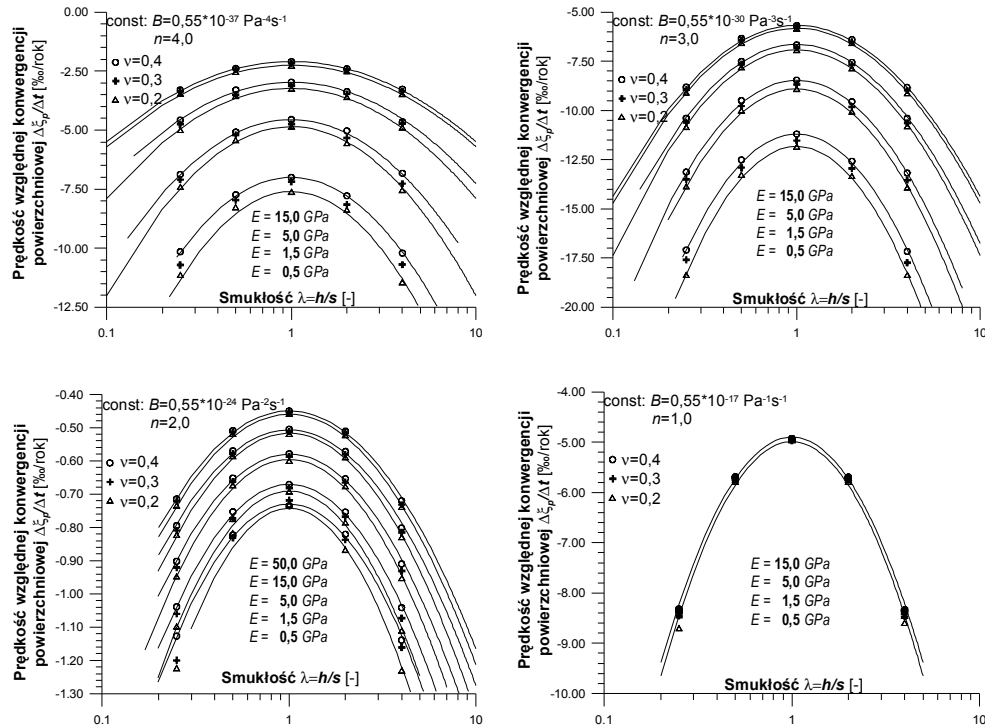 const: B=0,55*10⁻³⁷ Pa⁻⁴s⁻¹
n=4,0
ν=0,4
ν=0,3
ν=0,2
Prędkość względnej konwergencji
powierzchniowej Δξₚ/Δt [‰/rok]
0.00
-2.50
-5.00
-7.50
-10.00
-12.50
E = 15,0 GPa
E = 5,0 GPa
E = 1,5 GPa
E = 0,5 GPa
Smukłość λ=h/s [-]
0.1
1
10
const: B=0,55*10⁻³⁰ Pa⁻³s⁻¹
n=3,0
ν=0,4
ν=0,3
ν=0,2
Prędkość względnej konwergencji
powierzchniowej Δξₚ/Δt [‰/rok]
-5.00
-7.50
-10.00
-12.50
-15.00
-17.50
-20.00
E = 15,0 GPa
E = 5,0 GPa
E = 1,5 GPa
E = 0,5 GPa
Smukłość λ=h/s [-]
0.1
1
10
const: B=0,55*10⁻²⁴ Pa⁻²s⁻¹
n=2,0
ν=0,4
ν=0,3
ν=0,2
Prędkość względnej konwergencji
powierzchniowej Δξₚ/Δt [‰/rok]
-0.40
-0.50
-0.60
-0.70
-0.80
-0.90
-1.00
-1.10
-1.20
-1.30
E = 50,0 GPa
E = 15,0 GPa
E = 5,0 GPa
E = 1,5 GPa
E = 0,5 GPa
Smukłość λ=h/s [-]
0.1
1
10
const: B=0,55*10⁻¹⁷ Pa⁻¹s⁻¹
n=1,0
ν=0,4
ν=0,3
ν=0,2
Prędkość względnej konwergencji
powierzchniowej Δξₚ/Δt [‰/rok]
-4.00
-5.00
-6.00
-7.00
-8.00
-9.00
-10.00
E = 15,0 GPa
E = 5,0 GPa
E = 1,5 GPa
E = 0,5 GPa
Smukłość λ=h/s [-]
0.1
1
10